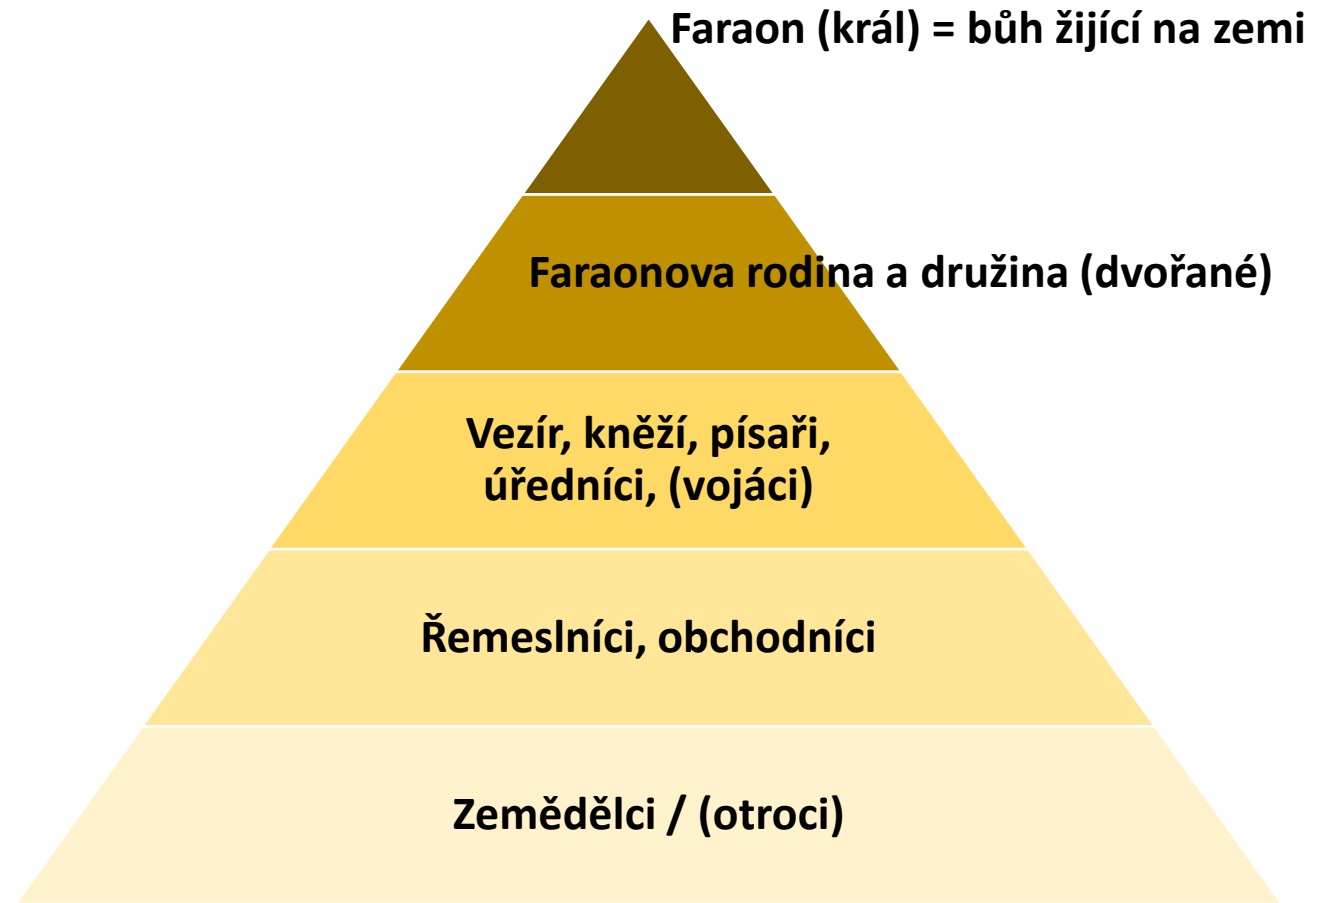 Faraon (král) = bůh žijící na zemi
Faraonova rodina a družina (dvořané)
Vezír, kněží, písaři,
úředníci, (vojáci)
Řemeslníci, obchodníci
Zemědělci / (otroci)